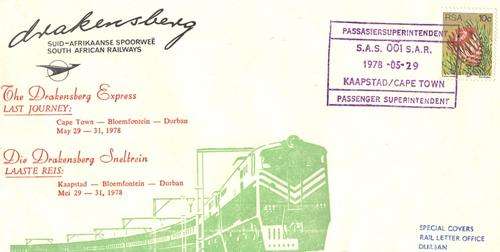 drakensberg
SUID-AFRIKAANSE SPOORWEË
SOUTH AFRICAN RAILWAYS
The Drakensberg Express
LAST JOURNEY:
Cape Town — Bloemfontein — Durban
May 29 — 31, 1978
Die Drakensberg Sneltrein
LAASTE REIS:
Kaapstad — Bloemfontein — Durban
Mei 29 — 31, 1978
PASSASIERSUPERINTENDENT
S.A.S. 001 S.A.R.
1978 -05- 29
KAAPSTAD/CAPE TOWN
PASSENGER SUPERINTENDENT
RSA 10c
SPECIAL COVERS
RAIL LETTER OFFICE
DURBAN